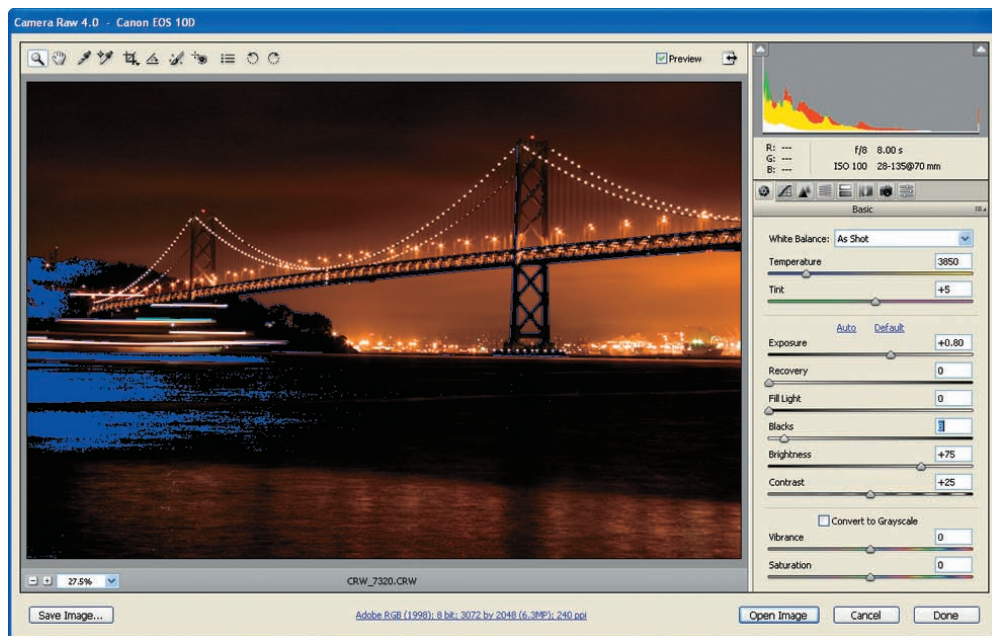 Camera Raw 4.0 - Canon EOS 10D
Preview
R: ---
G: ---
B: ---
f/8 8.00 s
ISO 100 28-135@70 mm
Basic
White Balance: As Shot
Temperature 3850
Tint +5
Auto Default
Exposure +0.80
Recovery 0
Fill Light 0
Blacks
Brightness +75
Contrast +25
Convert to Grayscale
Vibrance 0
Saturation 0
27.5% CRW_7320.CRW
Save Image... Adobe RGB (1998); 8 bit; 3072 by 2048 (6.3MP); 240 ppi Open Image Cancel Done